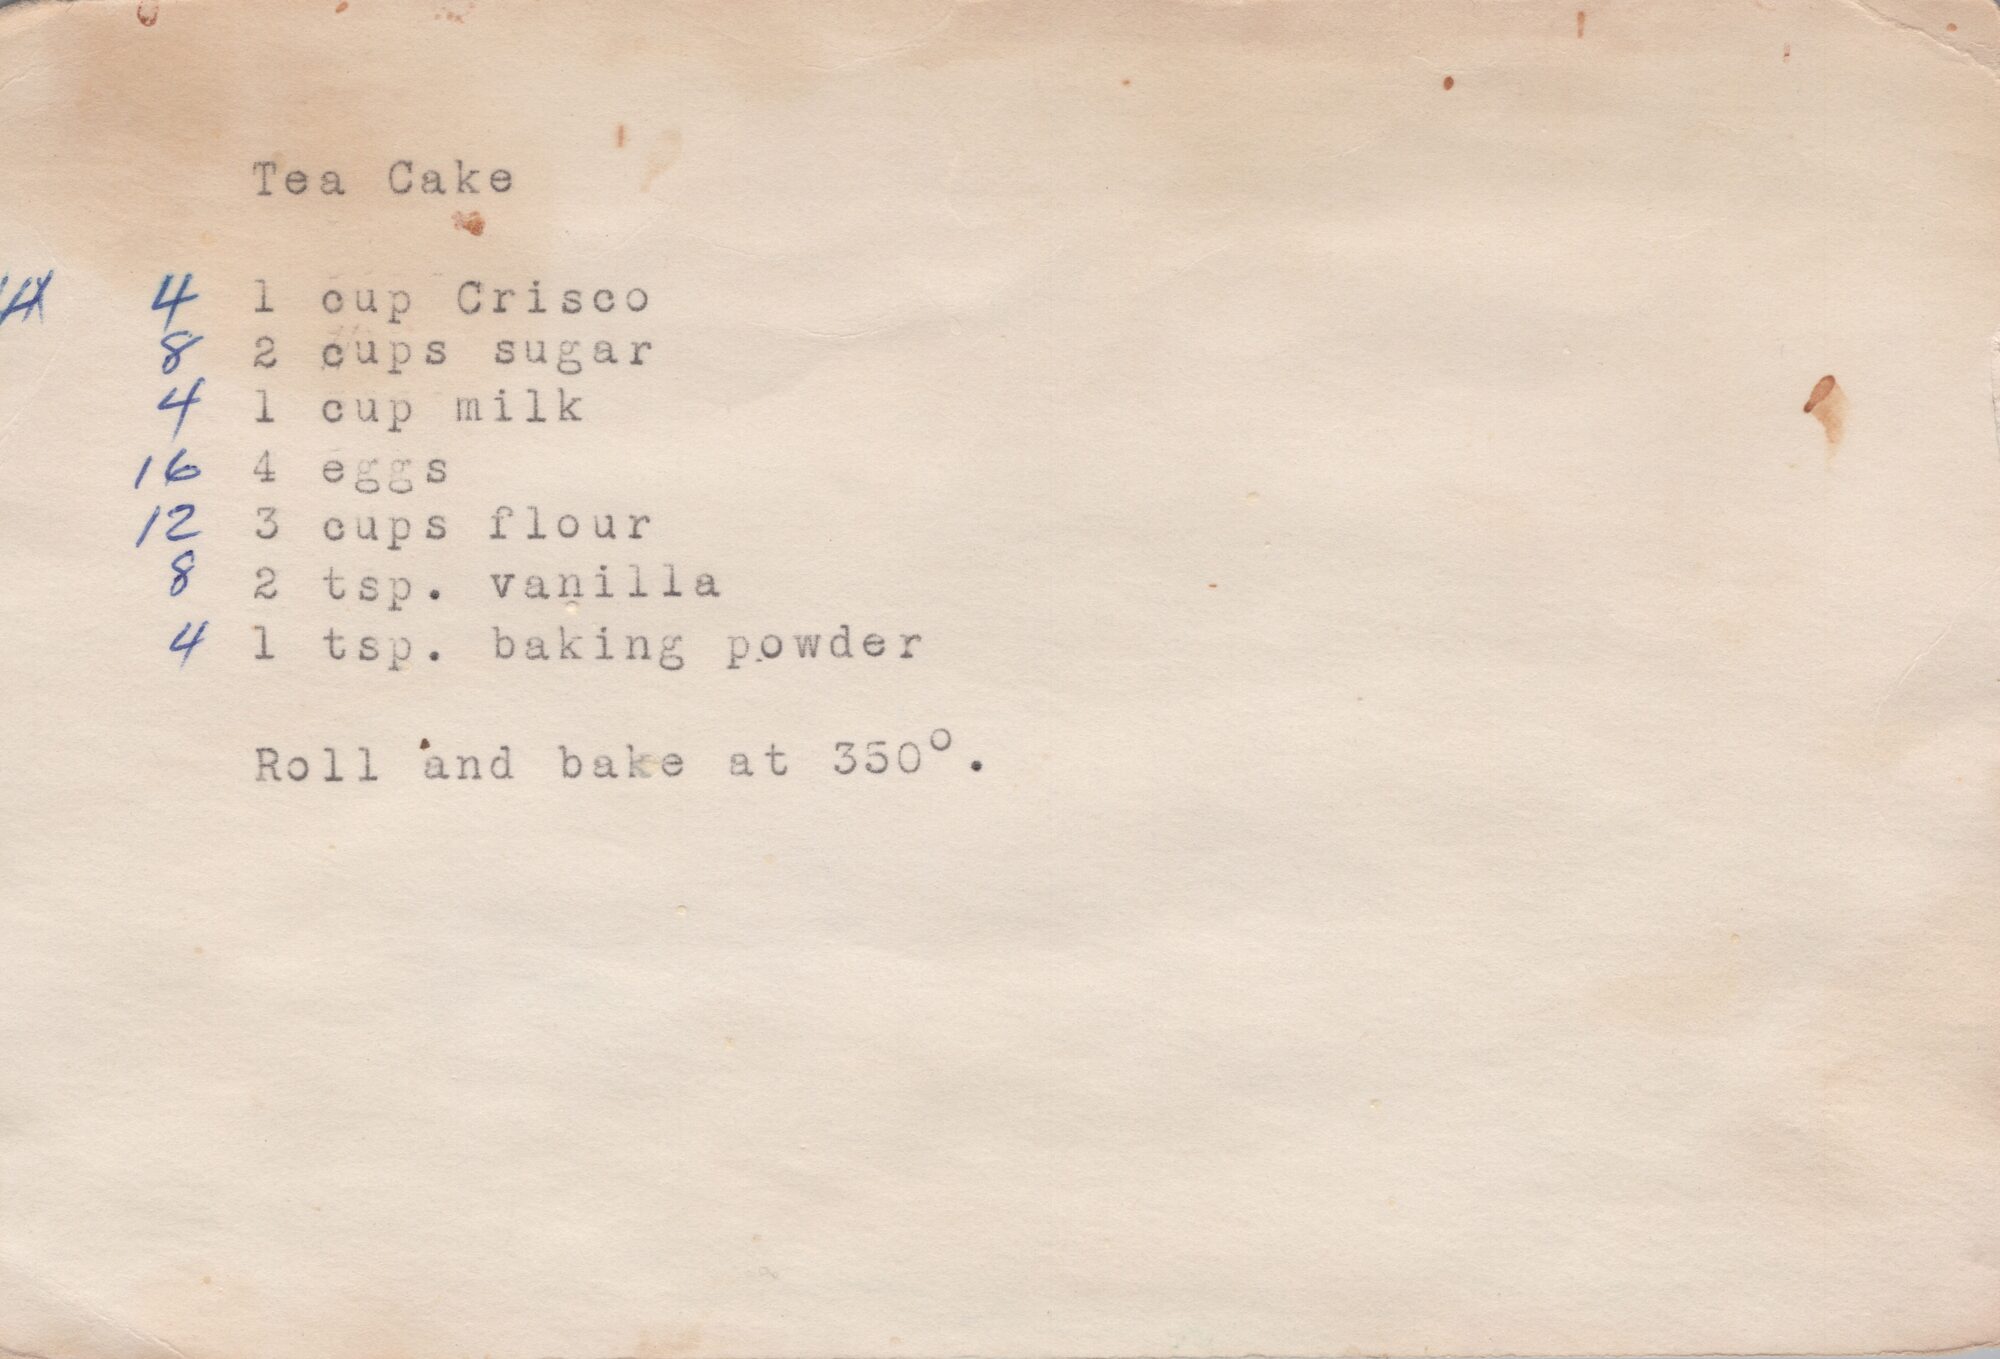 Tea Cake
4 1 cup Crisco
8 2 cups sugar
4 1 cup milk
16 4 eggs
12 3 cups flour
8 2 tsp. vanilla
4 1 tsp. baking powder
Roll and bake at 350°.